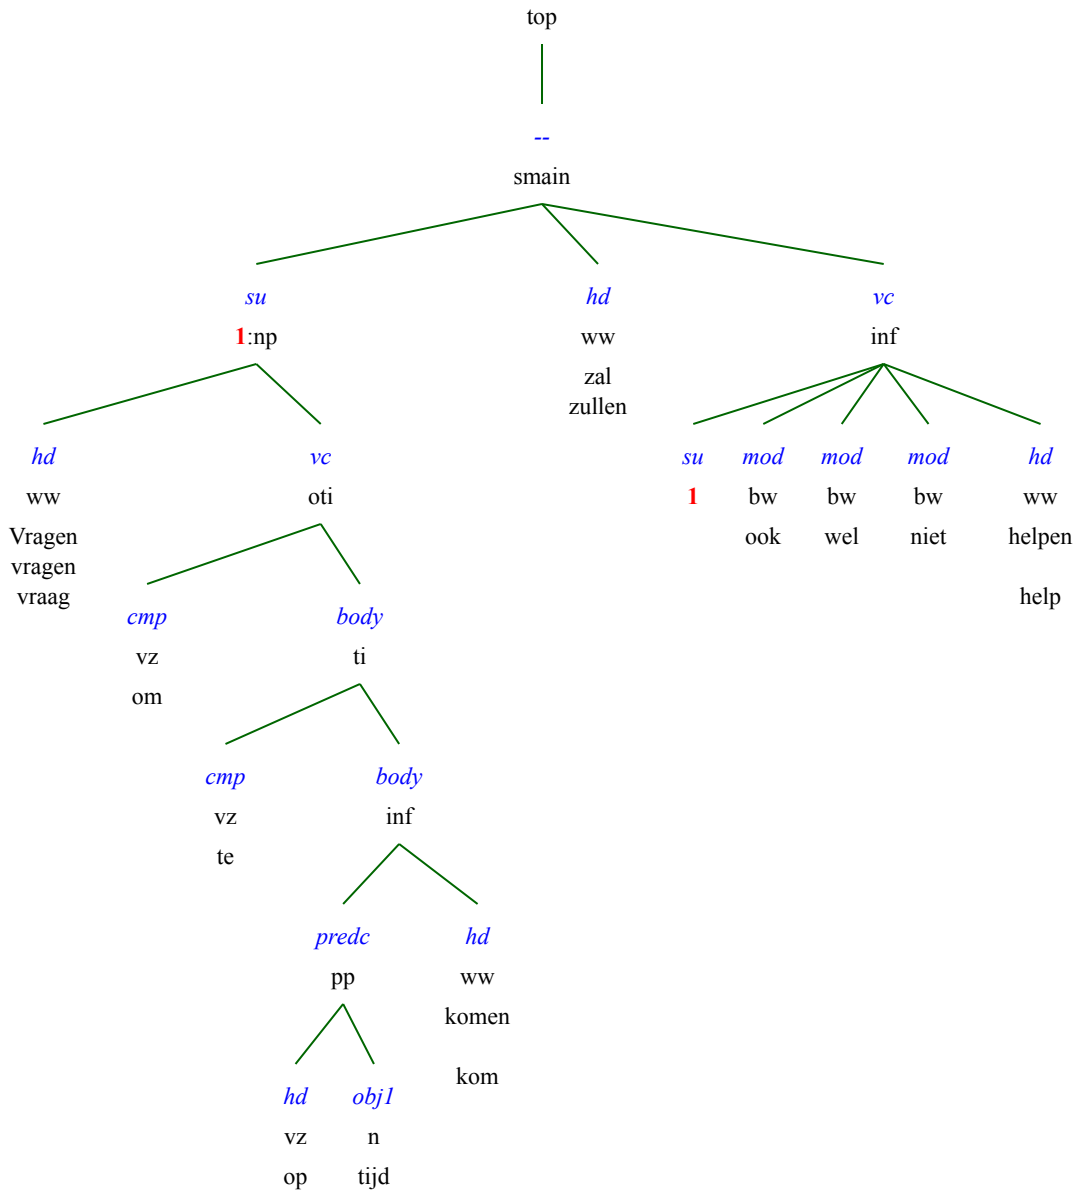 top
--
smain
su hd vc
1:np ww inf
zal
zullen
hd vc su mod mod mod hd
ww oti 1 bw bw bw ww
Vragen ook wel niet helpen
vragen
vraag help
cmp body
vz ti
om
cmp body
vz inf
te
predc hd
pp ww
komen
kom
hd obj1
vz n
op tijd